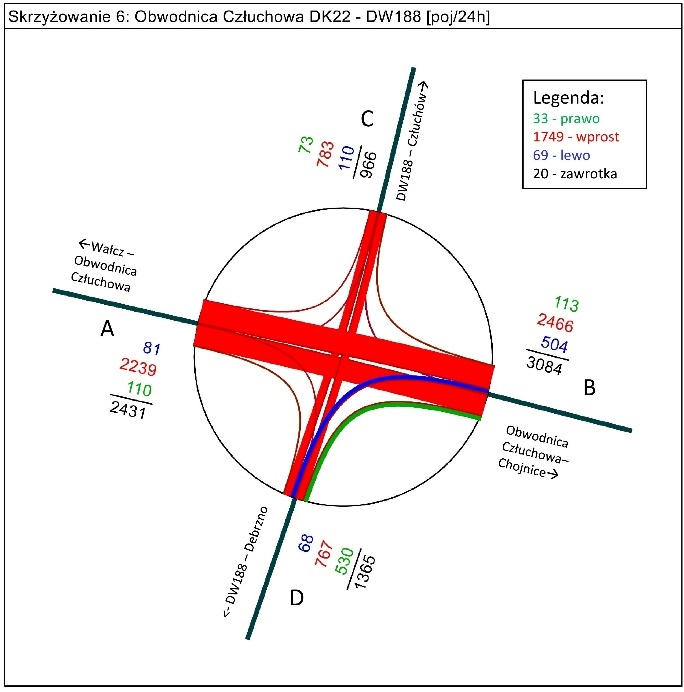 Skrzyżowanie 6: Obwodnica Człuchowa DK22 - DW188 [poj/24h]
Legenda:
33 - prawo
1749 - wprost
69 - lewo
20 - zawrotka
C
73
783
110
966
DW188 – Człuchów→
←Wałcz –
Obwodnica
Człuchowa
A
81
2239
110
2431
113
2466
504
3084
B
Obwodnica
Człuchowa–
Chojnice→
<- DW188 – Debrzno
68
767
530
1365
D